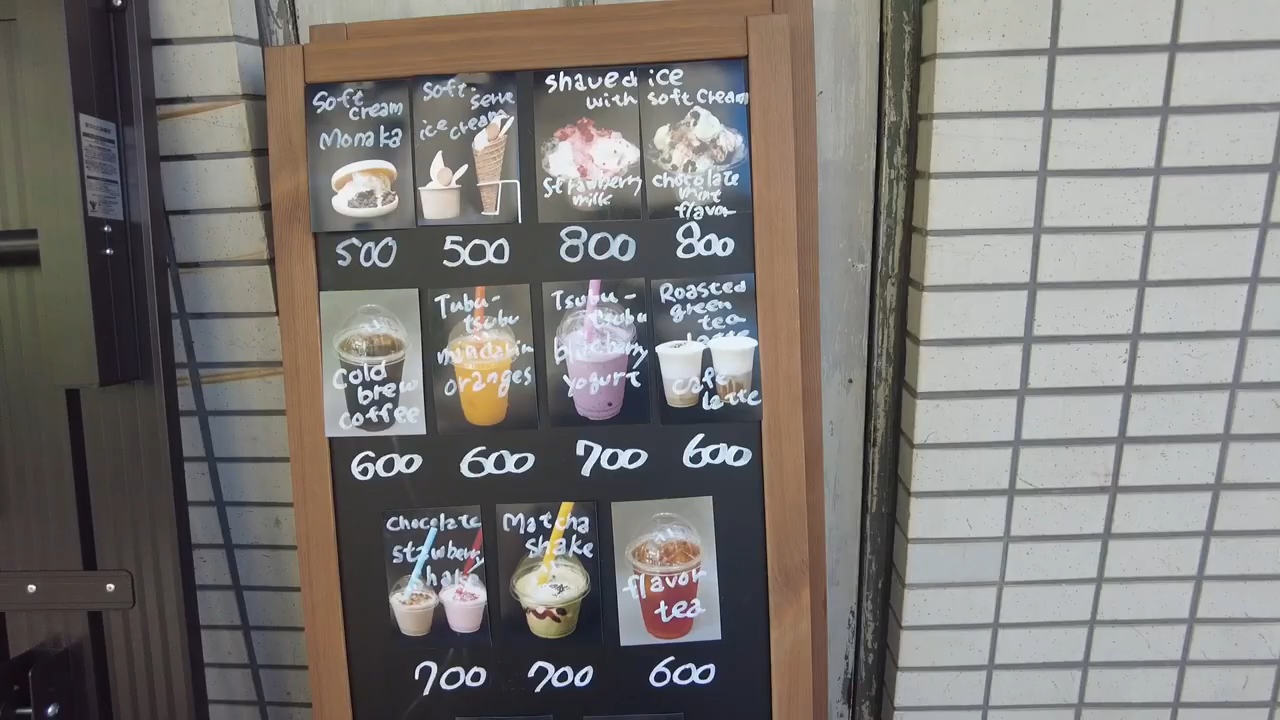 Soft
cream
Monaka
500
Soft-
serve
ice cream
500
shaved ice
with soft cream
strawberry
milk
800
chocolate
mint
flavor
800
Cold
brew
coffee
600
Tubu-
tsubu
mandarin
oranges
600
Tsubu-
tsubu
blueberry
yogurt
700
Roasted
green
tea
latte
cafe
latte
600
Chocolate
strawberry
shake
700
Matcha
shake
700
flavor
tea
600